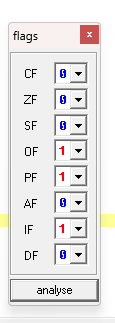 flags
x
CF 0
ZF 0
SF 0
OF 1
PF 1
AF 0
IF 1
DF 0
analyse